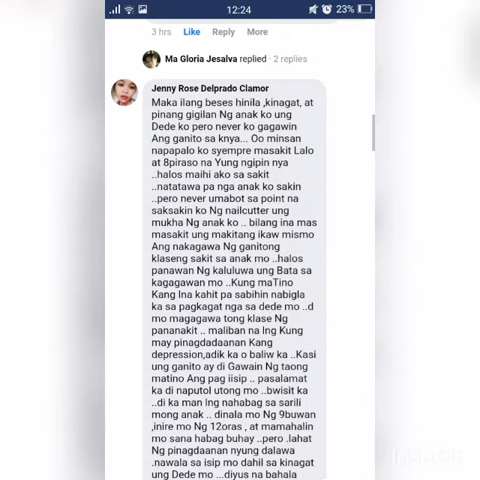 12:24
23%
3 hrs Like Reply More
Ma Gloria Jesalva replied · 2 replies
Jenny Rose Delprado Clamor
Maka ilang beses hinila ,kinagat, at
pinang gigilan Ng anak ko ung
Dede ko pero never ko gagawin
Ang ganito sa knya... Oo minsan
napapalo ko syempre masakit Lalo
at 8piraso na Yung ngipin nya
..halos maihi ako sa sakit
..natatawa pa nga anak ko sakin
..pero never umabot sa point na
saksakin ko Ng nailcutter ung
mukha Ng anak ko .. bilang ina mas
masakit ung makitang ikaw mismo
Ang nakagawa Ng ganitong
klaseng sakit sa anak mo ..halos
panawan Ng kaluluwa ung Bata sa
kagagawan mo ..Kung maTino
Kang Ina kahit pa sabihin nabigla
ka sa pagkagat nga sa dede mo ..d
mo magagawa tong klase Ng
pananakit .. maliban na lng Kung
may pinagdadaanan Kang
depression,adik ka o baliw ka ..Kasi
ung ganito ay di Gawain Ng taong
matino Ang pag iisip .. pasalamat
ka di naputol utong mo ..bwisit ka
..di ka man lng nahabag sa sarili
mong anak .. dinala mo Ng 9buwan
,inire mo Ng 12oras , at mamahalin
mo sana habag buhay ..pero .lahat
Ng pinagdaanan nyung dalawa
.nawala sa isip mo dahil sa kinagat
ung Dede mo ...diyus na bahala